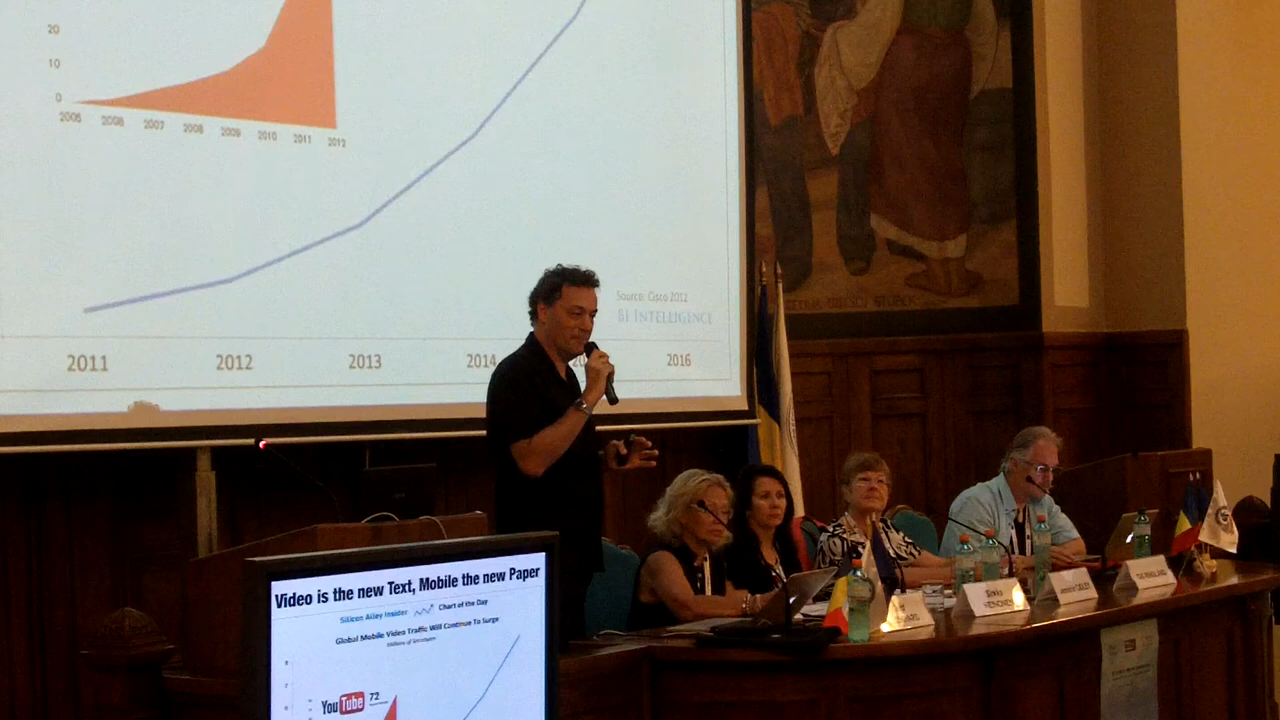 20
10
0
2005 2006 2007 2008 2009 2010 2011 2012
Source: Cisco 2012
BI INTELLIGENCE
2011 2012 2013 2014 2016
Video is the new Text, Mobile the new Paper
Silicon Alley Insider Chart of the Day
Global Mobile Video Traffic Will Continue To Surge
YouTube 72
Sirkka
HEINONEN